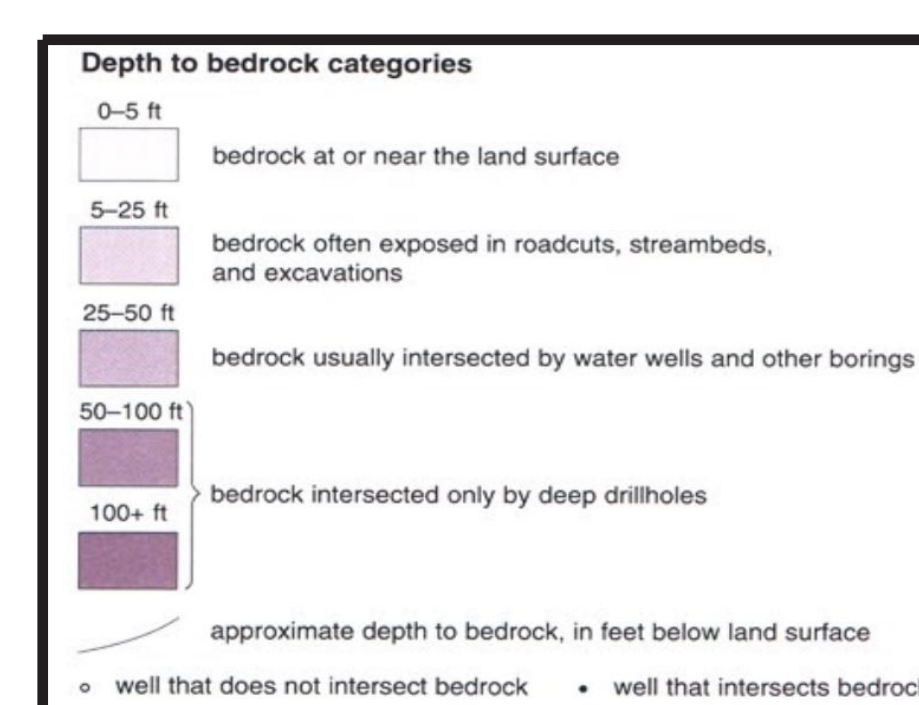 Depth to bedrock categories
0–5 ft
bedrock at or near the land surface
5–25 ft
bedrock often exposed in roadcuts, streambeds,
and excavations
25–50 ft
bedrock usually intersected by water wells and other borings
50–100 ft
bedrock intersected only by deep drillholes
100+ ft
approximate depth to bedrock, in feet below land surface
well that does not intersect bedrock
well that intersects bedrock